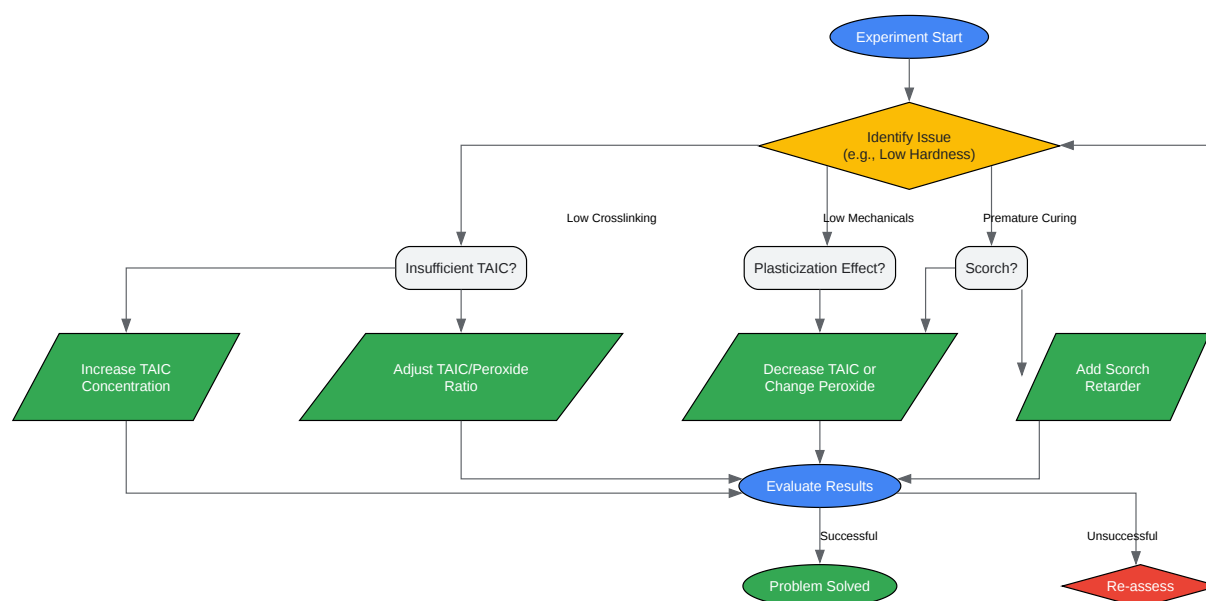 Experiment Start
Identify Issue
(e.g., Low Hardness)
Low Crosslinking
Low Mechanicals
Premature Curing
Insufficient TAIC?
Plasticization Effect?
Scorch?
Increase TAIC
Concentration
Adjust TAIC/Peroxide
Ratio
Decrease TAIC or
Change Peroxide
Add Scorch
Retarder
Evaluate Results
Successful
Unsuccessful
Problem Solved
Re-assess